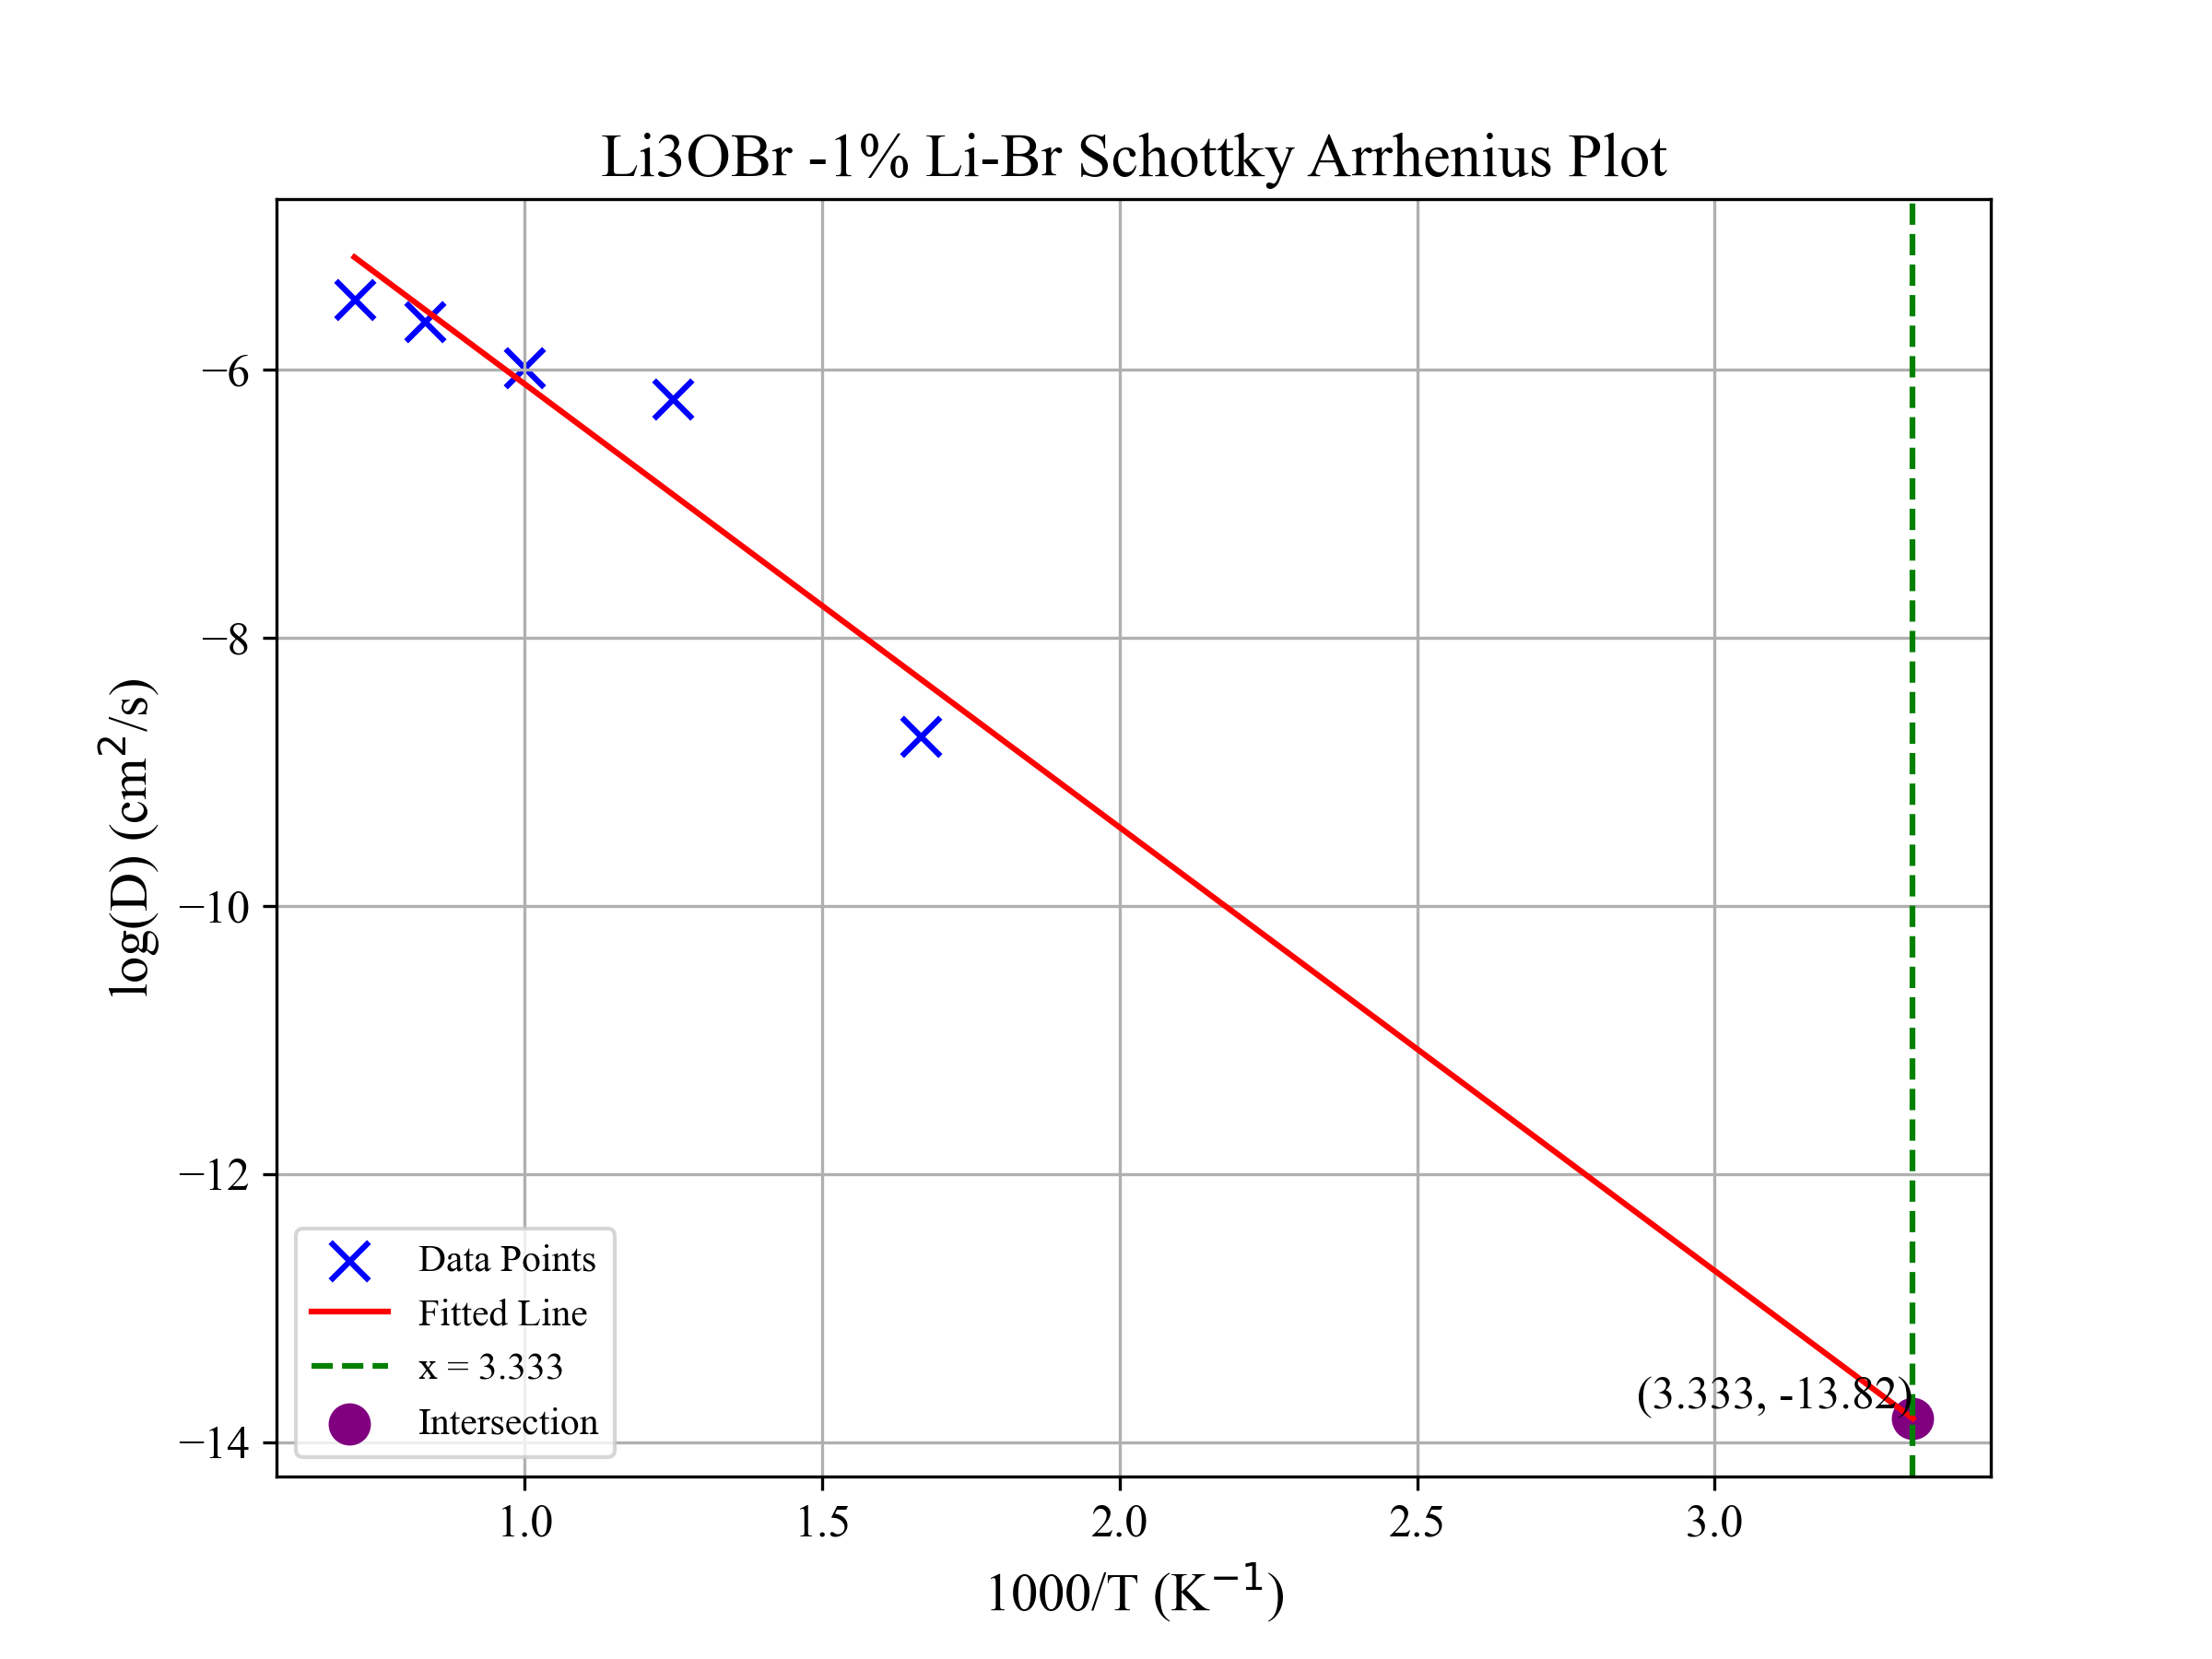 Li3OBr -1% Li-Br Schottky Arrhenius Plot
log(D) (cm²/s)
−6
−8
−10
−12
−14
Data Points
Fitted Line
x = 3.333
Intersection
(3.333, -13.82)
1.0 1.5 2.0 2.5 3.0
1000/T (K⁻¹)